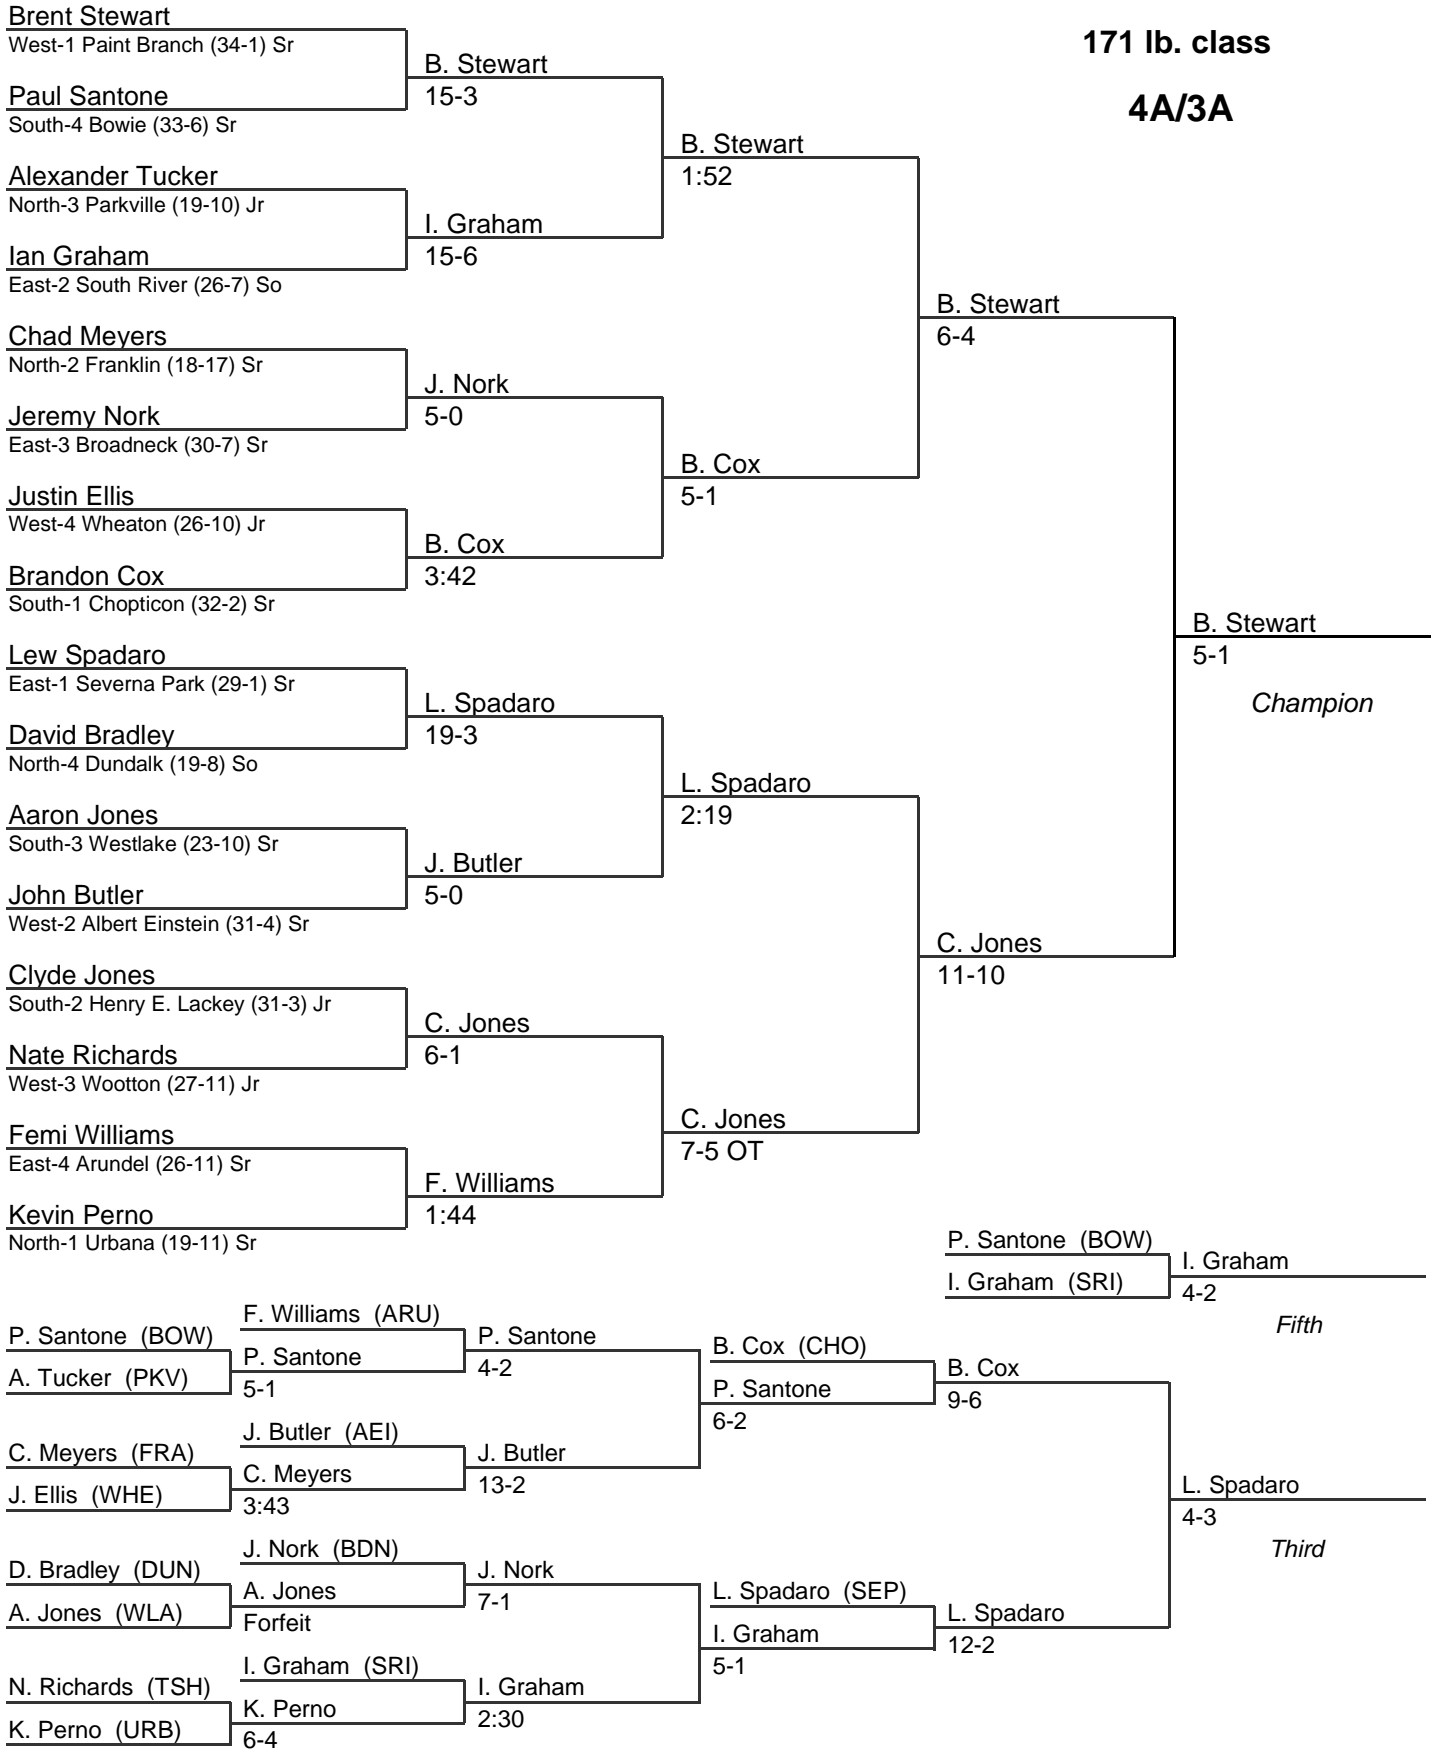 171 lb. class
4A/3A
Brent Stewart
West-1 Paint Branch (34-1) Sr
Paul Santone
South-4 Bowie (33-6) Sr
Alexander Tucker
North-3 Parkville (19-10) Jr
Ian Graham
East-2 South River (26-7) So
Chad Meyers
North-2 Franklin (18-17) Sr
Jeremy Nork
East-3 Broadneck (30-7) Sr
Justin Ellis
West-4 Wheaton (26-10) Jr
Brandon Cox
South-1 Chopticon (32-2) Sr
Lew Spadaro
East-1 Severna Park (29-1) Sr
David Bradley
North-4 Dundalk (19-8) So
Aaron Jones
South-3 Westlake (23-10) Sr
John Butler
West-2 Albert Einstein (31-4) Sr
Clyde Jones
South-2 Henry E. Lackey (31-3) Jr
Nate Richards
West-3 Wootton (27-11) Jr
Femi Williams
East-4 Arundel (26-11) Sr
Kevin Perno
North-1 Urbana (19-11) Sr
B. Stewart
15-3
I. Graham
15-6
J. Nork
5-0
B. Cox
3:42
L. Spadaro
19-3
J. Butler
5-0
C. Jones
6-1
F. Williams
1:44
B. Stewart
1:52
B. Cox
5-1
L. Spadaro
2:19
C. Jones
7-5 OT
B. Stewart
6-4
C. Jones
11-10
B. Stewart
5-1
Champion
P. Santone (BOW)
I. Graham (SRI)
I. Graham
4-2
Fifth
P. Santone (BOW)
A. Tucker (PKV)
C. Meyers (FRA)
J. Ellis (WHE)
D. Bradley (DUN)
A. Jones (WLA)
N. Richards (TSH)
K. Perno (URB)
F. Williams (ARU)
P. Santone
5-1
J. Butler (AEI)
C. Meyers
3:43
J. Nork (BDN)
A. Jones
Forfeit
I. Graham (SRI)
K. Perno
6-4
P. Santone
4-2
J. Butler
13-2
J. Nork
7-1
I. Graham
2:30
B. Cox (CHO)
P. Santone
6-2
L. Spadaro (SEP)
I. Graham
5-1
B. Cox
9-6
L. Spadaro
12-2
L. Spadaro
4-3
Third